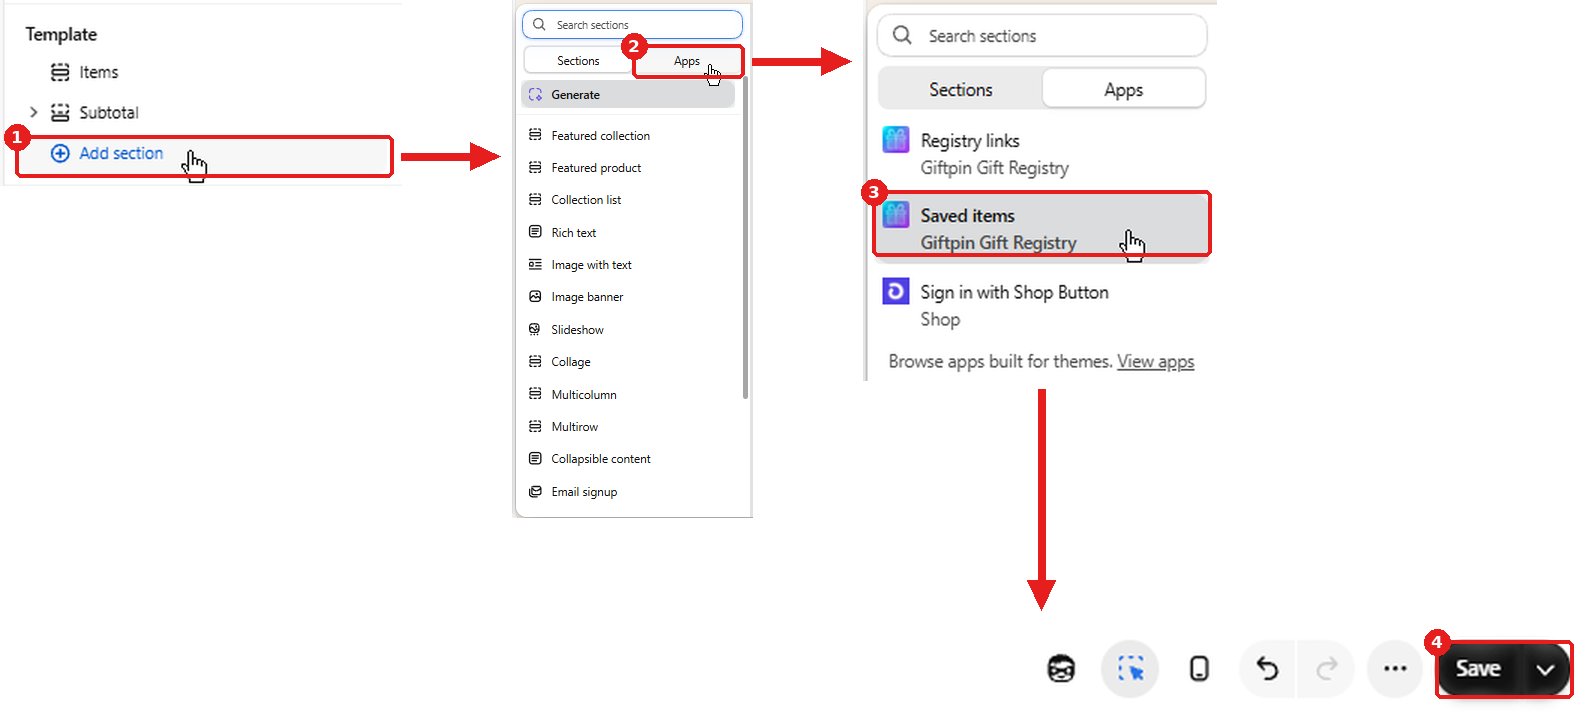 Template
Items
Subtotal
1
Add section
Search sections
2
Sections
Apps
Generate
Featured collection
Featured product
Collection list
Rich text
Image with text
Image banner
Slideshow
Collage
Multicolumn
Multirow
Collapsible content
Email signup
Search sections
Sections
Apps
Registry links
Giftpin Gift Registry
3
Saved items
Giftpin Gift Registry
Sign in with Shop Button
Shop
Browse apps built for themes. View apps
4
Save